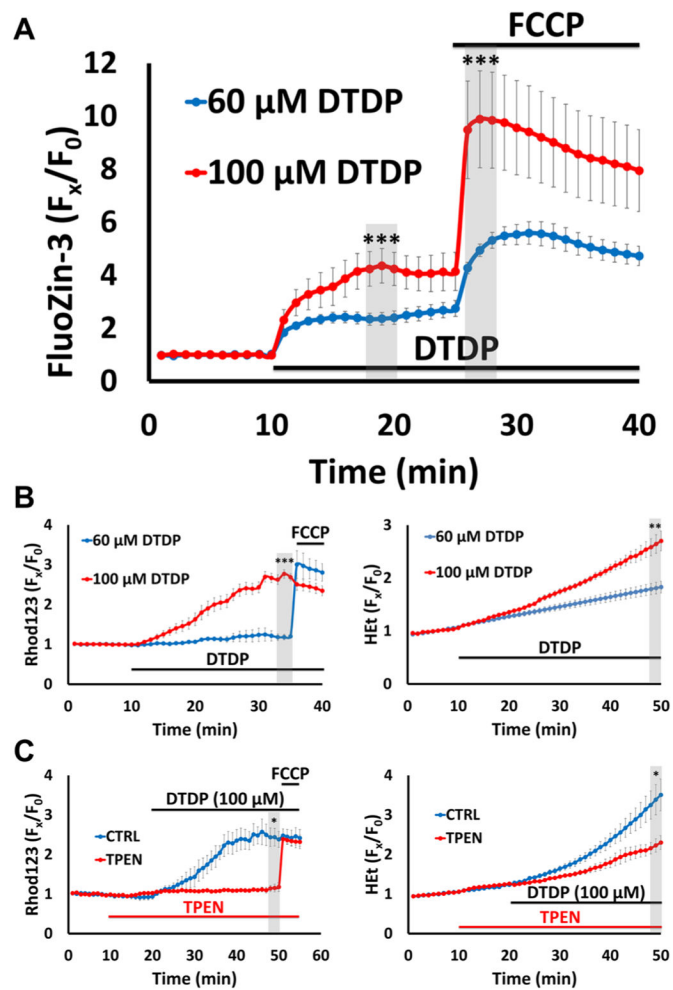 A
FCCP
12
10
8
6
4
2
0
FluoZin-3 (Fx/F0)
60 µM DTDP
100 µM DTDP
***
***
DTDP
0 10 20 30 40
Time (min)
B
4
3
2
1
0
Rhod123 (Fx/F0)
60 µM DTDP
100 µM DTDP
***
FCCP
DTDP
0 10 20 30 40
Time (min)
3
2
1
0
HEt (Fx/F0)
60 µM DTDP
100 µM DTDP
**
DTDP
0 10 20 30 40 50
Time (min)
C
4
3
2
1
0
Rhod123 (Fx/F0)
FCCP
DTDP (100 µM)
CTRL
TPEN
*
TPEN
0 10 20 30 40 50 60
Time (min)
4
3
2
1
0
HEt (Fx/F0)
CTRL
TPEN
*
DTDP (100 µM)
TPEN
0 10 20 30 40 50
Time (min)